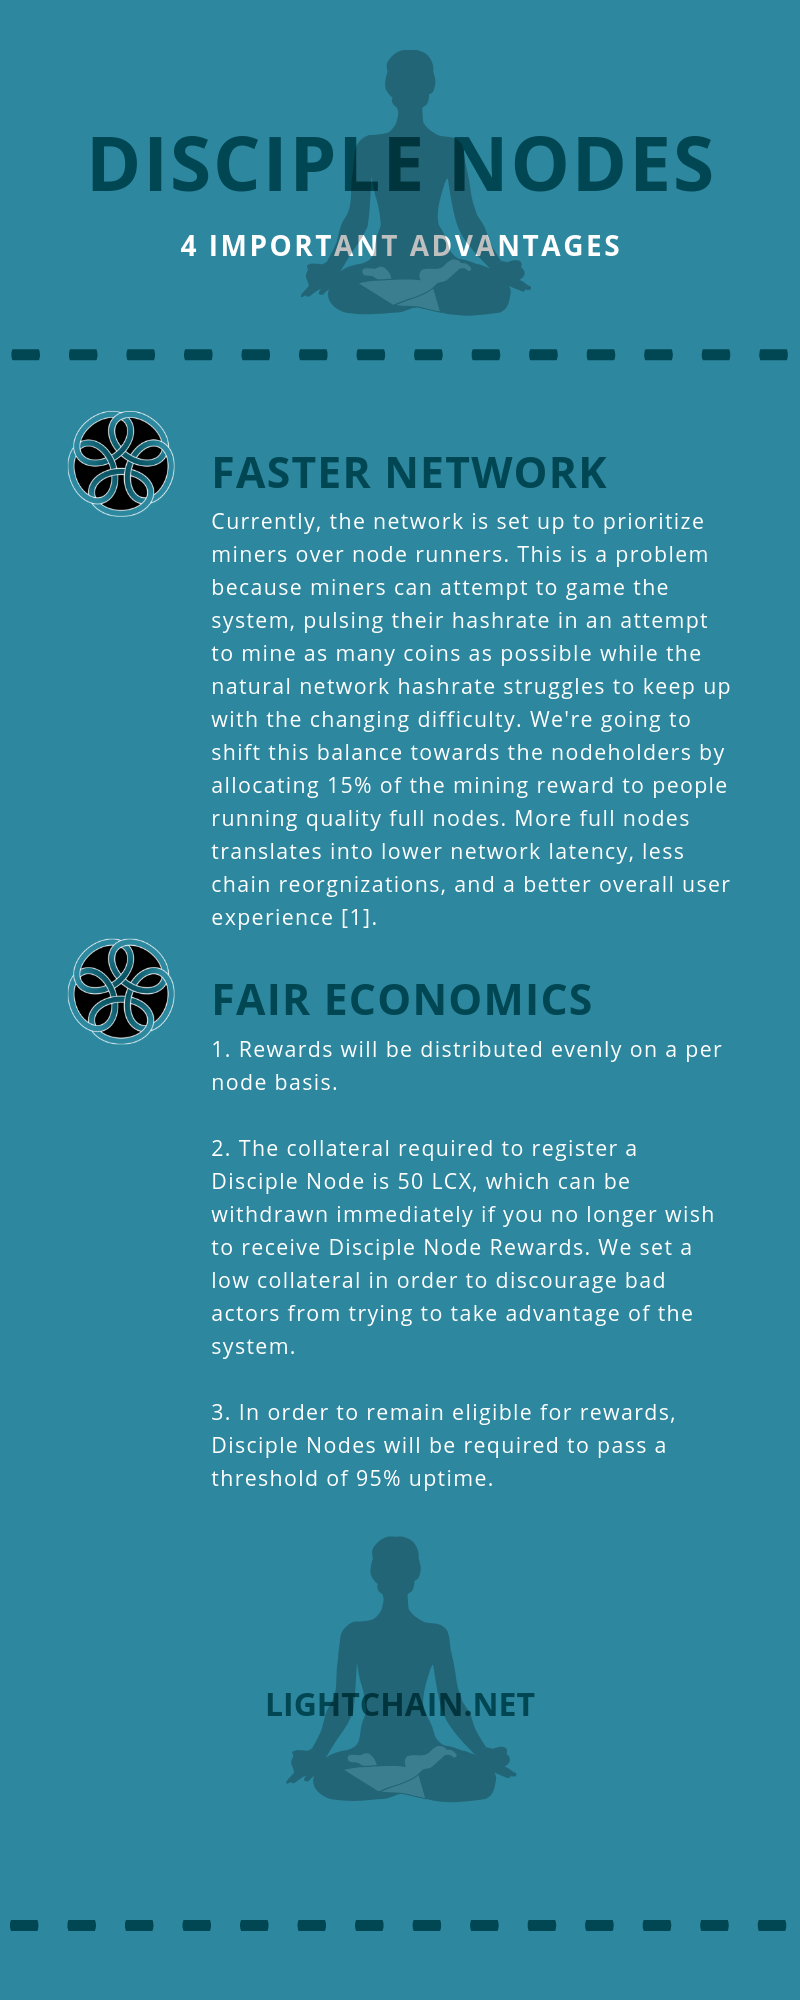 DISCIPLE NODES
4 IMPORTANT ADVANTAGES
FASTER NETWORK
Currently, the network is set up to prioritize
miners over node runners. This is a problem
because miners can attempt to game the
system, pulsing their hashrate in an attempt
to mine as many coins as possible while the
natural network hashrate struggles to keep up
with the changing difficulty. We're going to
shift this balance towards the nodeholders by
allocating 15% of the mining reward to people
running quality full nodes. More full nodes
translates into lower network latency, less
chain reorgnizations, and a better overall user
experience [1].
FAIR ECONOMICS
1. Rewards will be distributed evenly on a per
node basis.
2. The collateral required to register a
Disciple Node is 50 LCX, which can be
withdrawn immediately if you no longer wish
to receive Disciple Node Rewards. We set a
low collateral in order to discourage bad
actors from trying to take advantage of the
system.
3. In order to remain eligible for rewards,
Disciple Nodes will be required to pass a
threshold of 95% uptime.
LIGHTCHAIN.NET